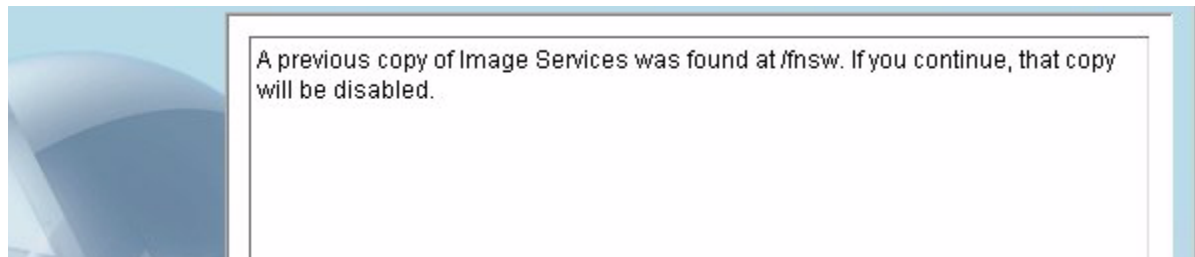 A previous copy of Image Services was found at /fnsw. If you continue, that copy
will be disabled.